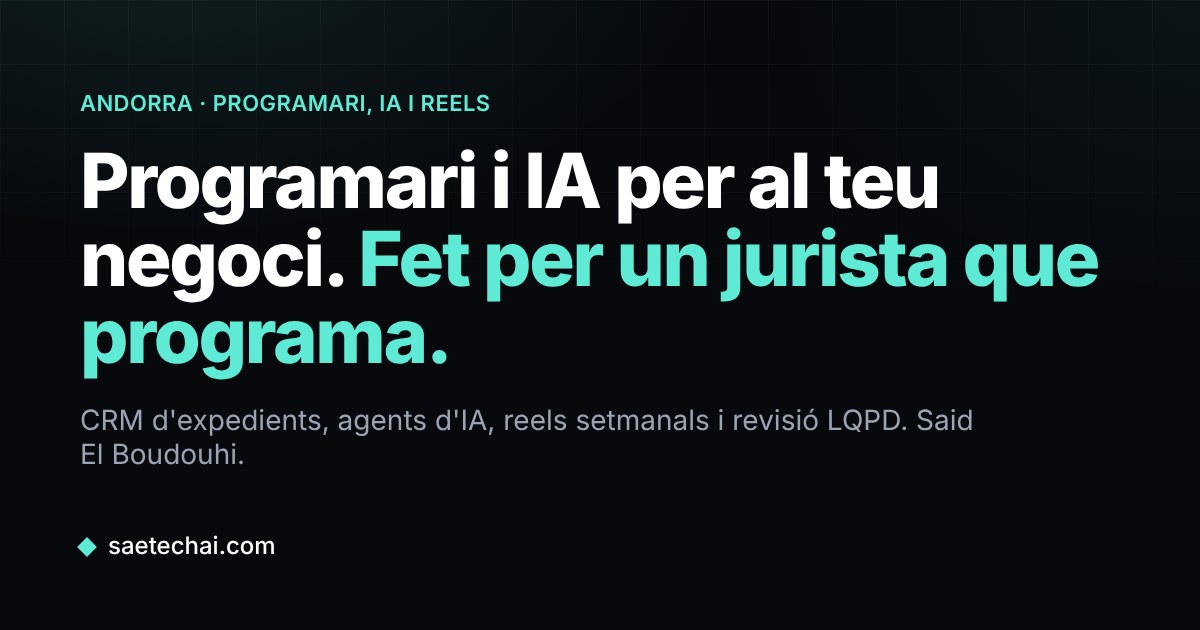 ANDORRA · PROGRAMARI, IA I REELS
Programari i IA per al teu
negoci. Fet per un jurista que
programa.
CRM d'expedients, agents d'IA, reels setmanals i revisió LQPD. Said
El Boudouhi.
saetechai.com